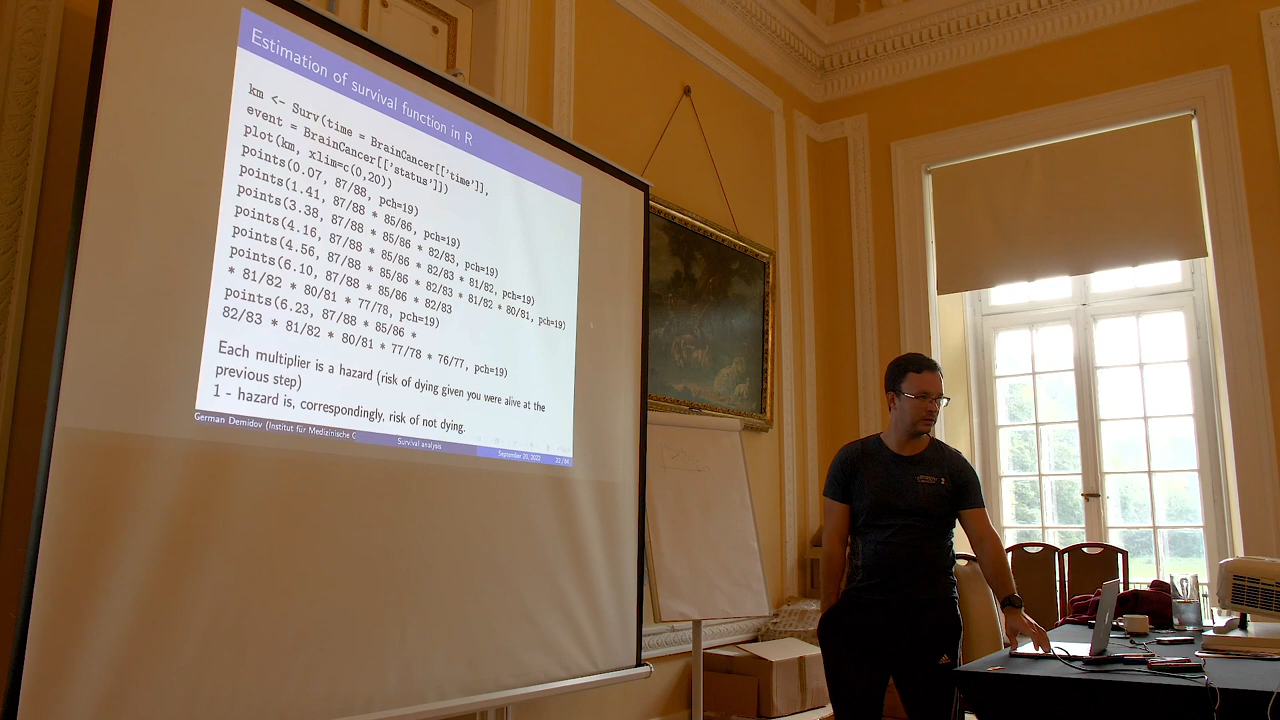 Estimation of survival function in R
km <- Surv(time = BrainCancer[['time']],
event = BrainCancer[['status']])
plot(km, xlim=c(0,20))
points(0.07, 87/88, pch=19)
points(1.41, 87/88 * 85/86, pch=19)
points(3.38, 87/88 * 85/86 * 82/83, pch=19)
points(4.16, 87/88 * 85/86 * 82/83 * 81/82, pch=19)
points(4.56, 87/88 * 85/86 * 82/83 * 81/82 * 80/81, pch=19)
points(6.10, 87/88 * 85/86 * 82/83
* 81/82 * 80/81 * 77/78, pch=19)
points(6.23, 87/88 * 85/86 *
82/83 * 81/82 * 80/81 * 77/78 * 76/77, pch=19)
Each multiplier is a hazard (risk of dying given you were alive at the
previous step)
1 - hazard is, correspondingly, risk of not dying.
German Demidov (Institut für Medizinische G
Survival analysis
September 20, 2022
22 / 64